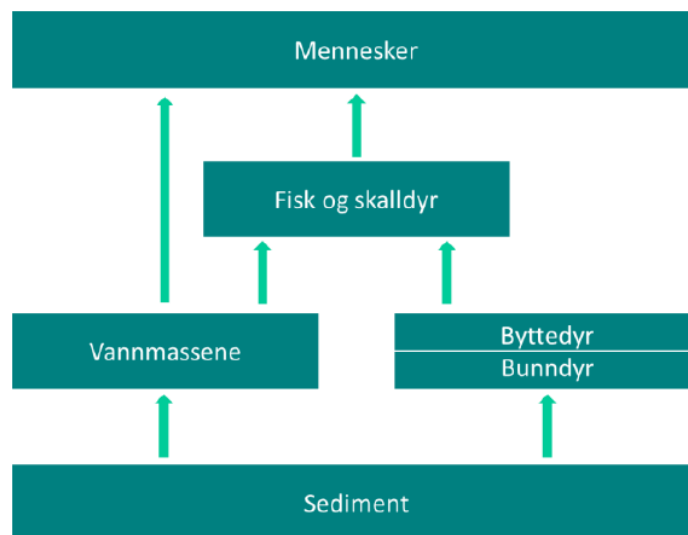 Mennesker
Fisk og skalldyr
Vannmassene
Byttedyr
Bunndyr
Sediment